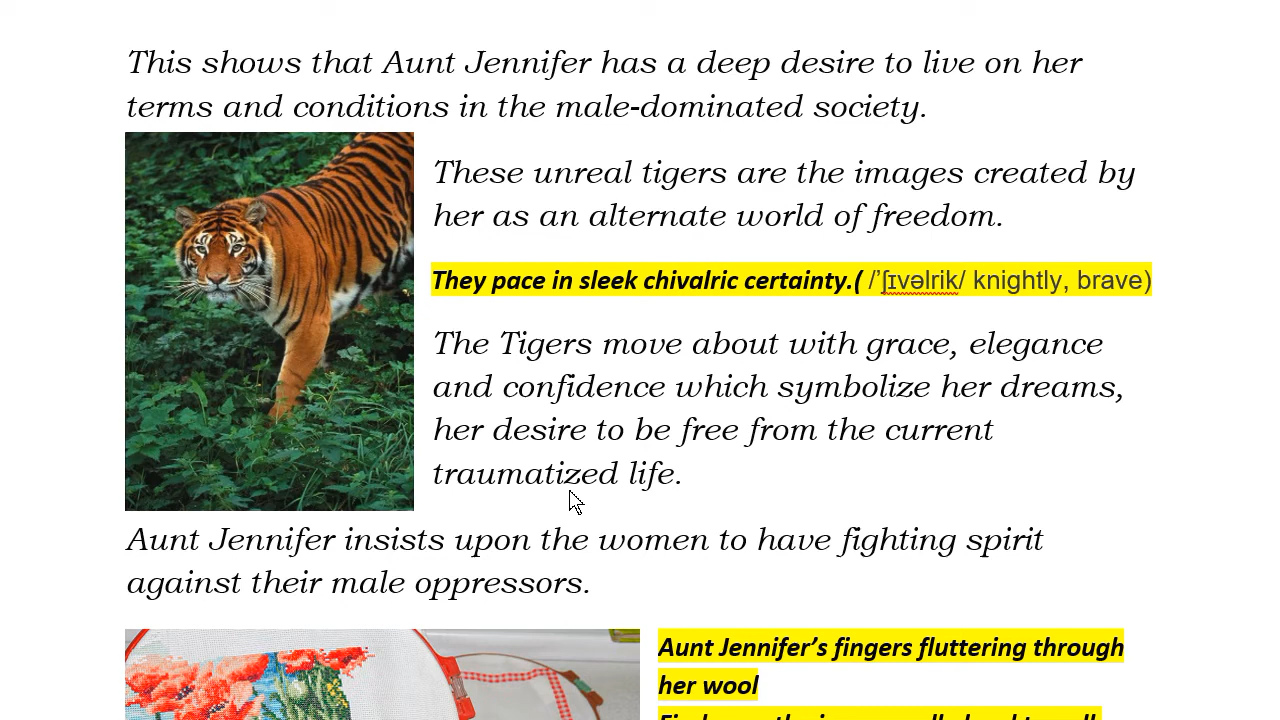 This shows that Aunt Jennifer has a deep desire to live on her
terms and conditions in the male-dominated society.
These unreal tigers are the images created by
her as an alternate world of freedom.
They pace in sleek chivalric certainty.( /ˈʃɪvəlrik/ knightly, brave)
The Tigers move about with grace, elegance
and confidence which symbolize her dreams,
her desire to be free from the current
traumatized life.
Aunt Jennifer insists upon the women to have fighting spirit
against their male oppressors.
Aunt Jennifer’s fingers fluttering through
her wool